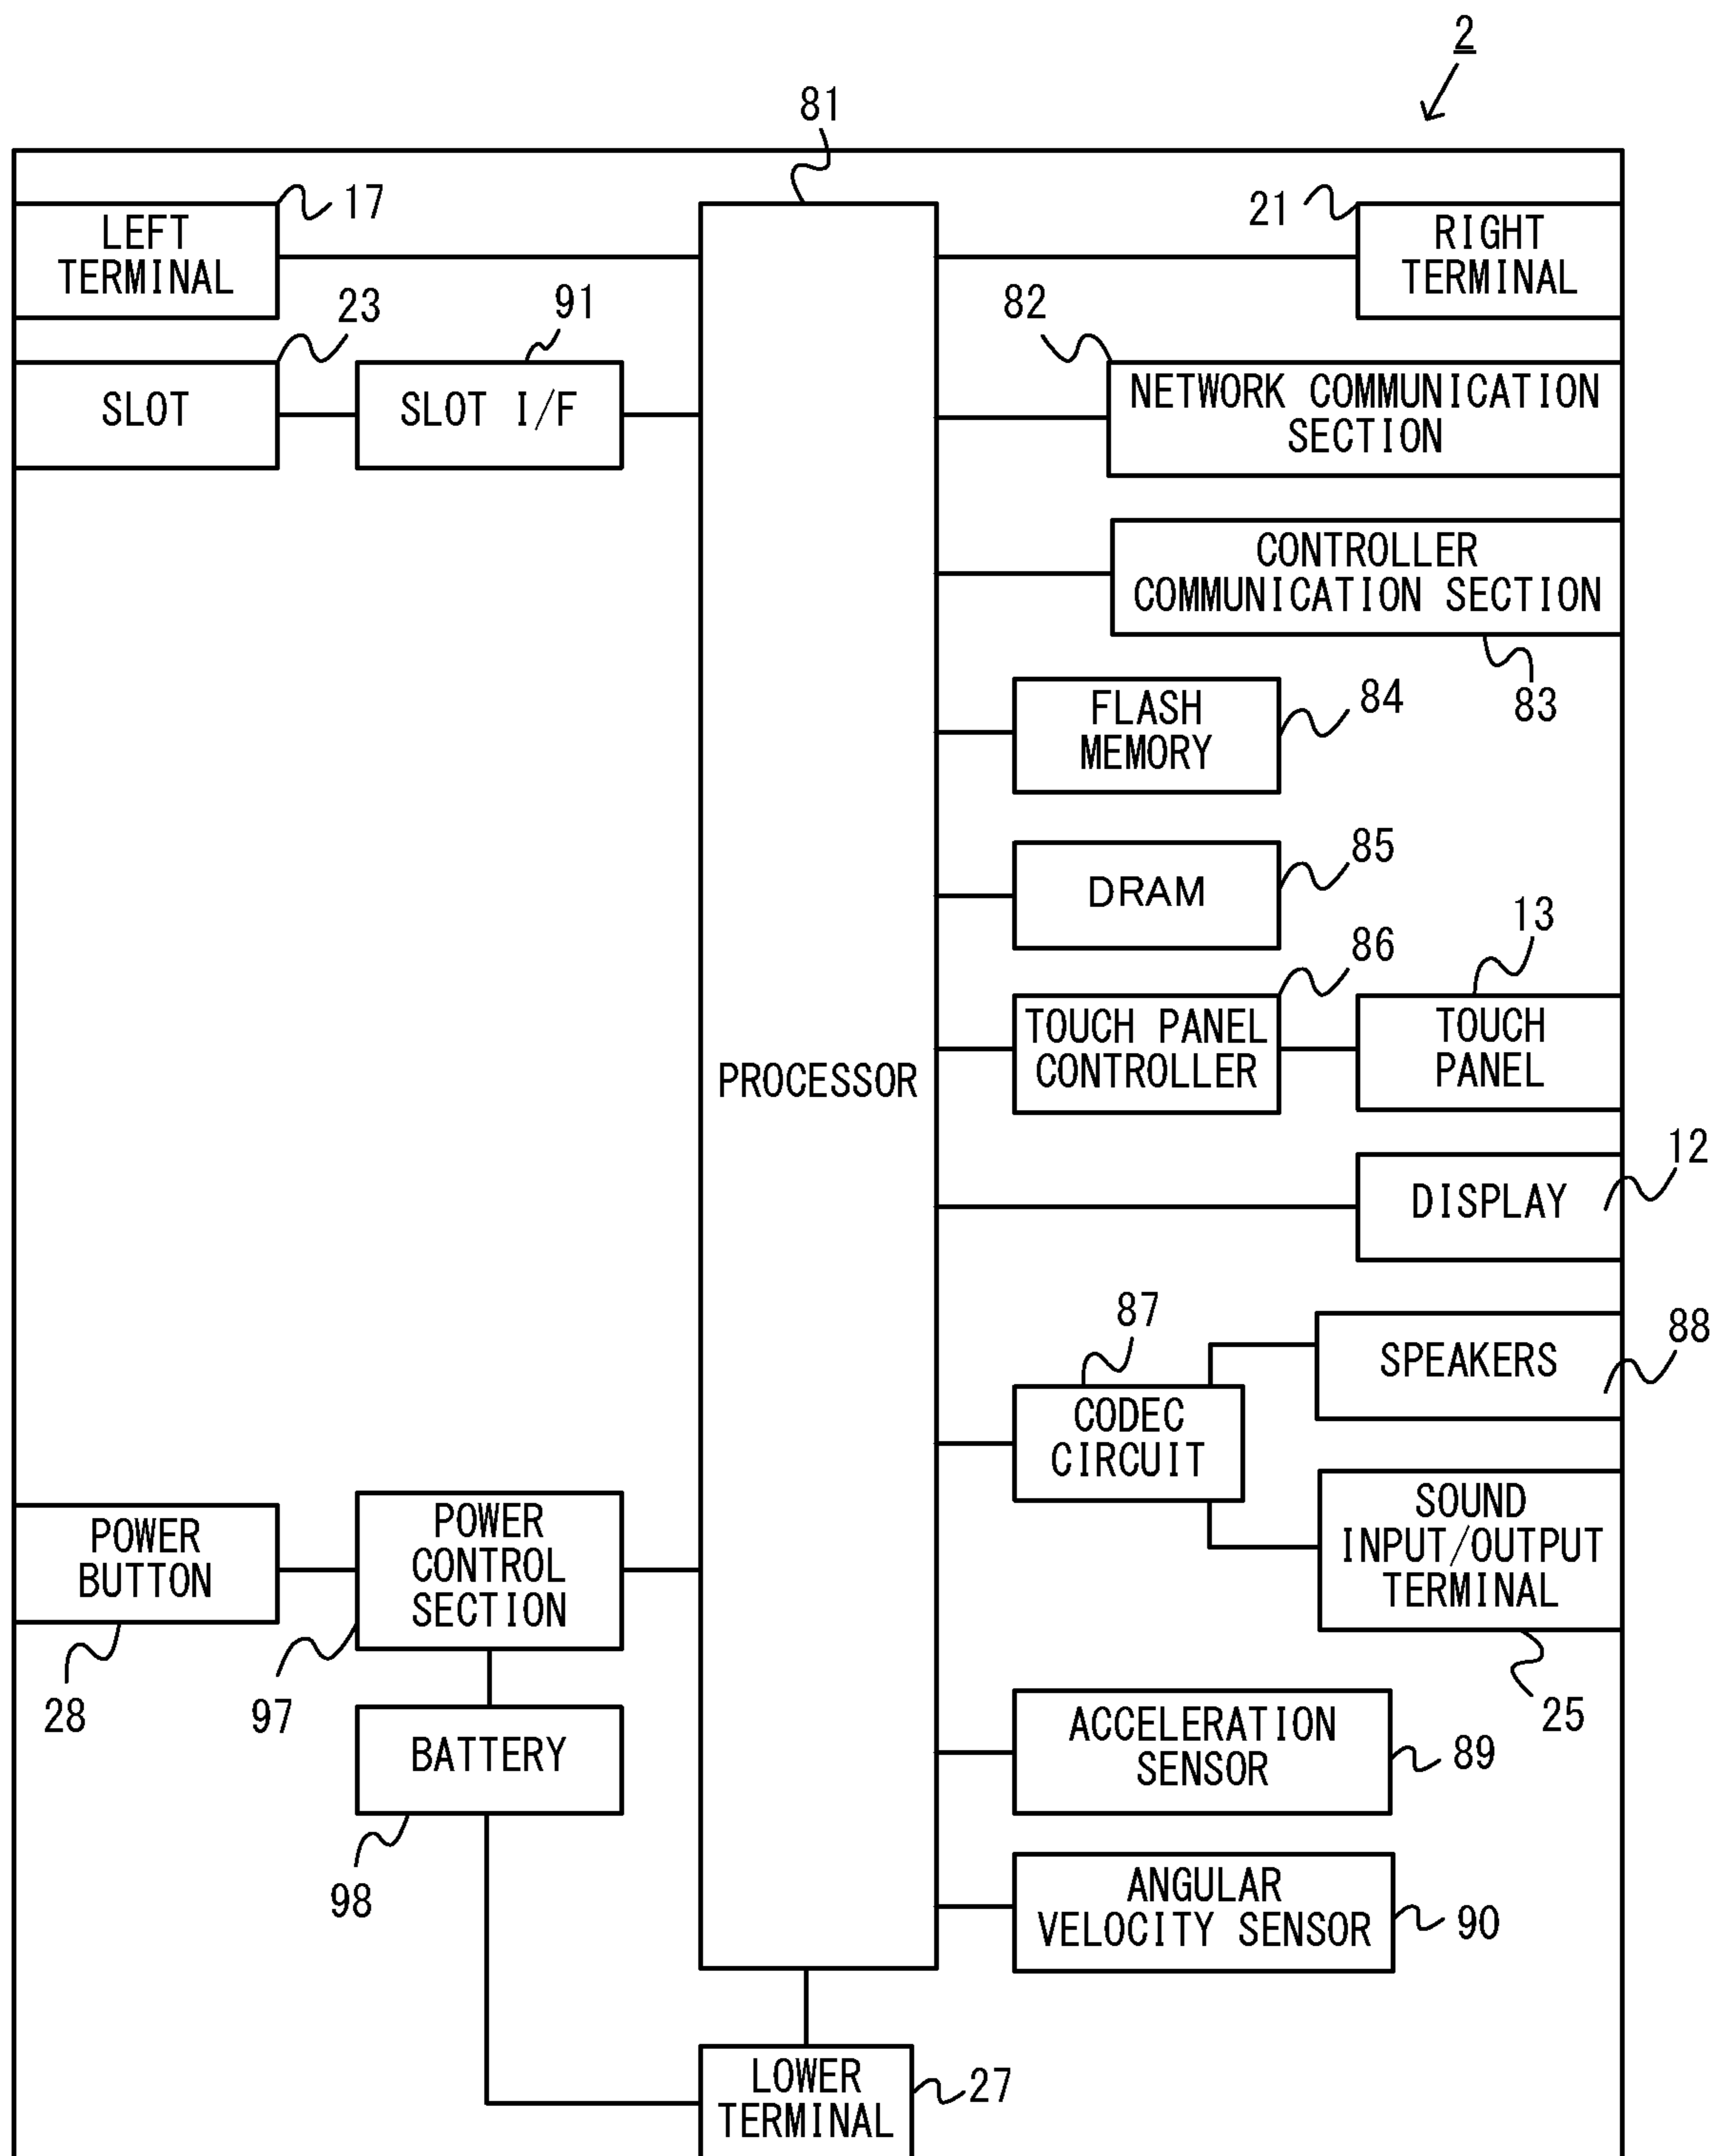 2
81
17
LEFT
TERMINAL
21
RIGHT
TERMINAL
23
SLOT
91
SLOT I/F
82
NETWORK COMMUNICATION
SECTION
CONTROLLER
COMMUNICATION SECTION
83
FLASH
MEMORY
84
DRAM
85
PROCESSOR
86
TOUCH PANEL
CONTROLLER
13
TOUCH
PANEL
DISPLAY
12
87
CODEC
CIRCUIT
SPEAKERS
88
SOUND
INPUT/OUTPUT
TERMINAL
25
POWER
BUTTON
28
POWER
CONTROL
SECTION
97
BATTERY
98
ACCELERATION
SENSOR
89
ANGULAR
VELOCITY SENSOR
90
LOWER
TERMINAL
27